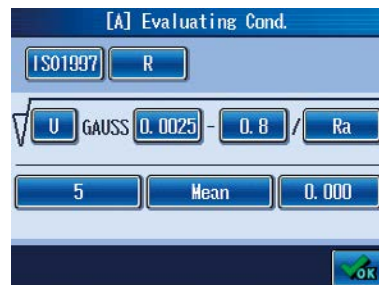 [A] Evaluating Cond.
ISO1997 R
U GAUSS 0.0025 - 0.8 / Ra
5 Mean 0.000
OK